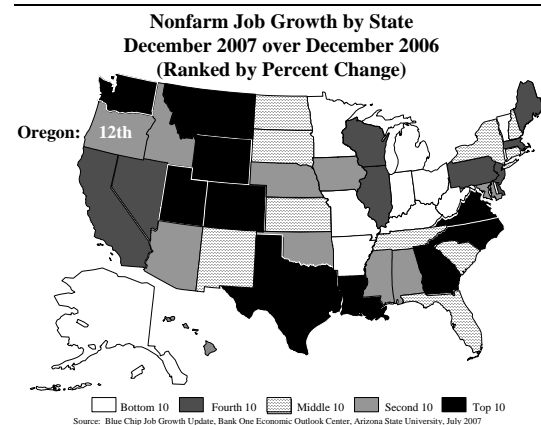 Nonfarm Job Growth by State
December 2007 over December 2006
(Ranked by Percent Change)
Oregon: 12th
Bottom 10 Fourth 10 Middle 10 Second 10 Top 10
Source: Blue Chip Job Growth Update, Bank One Economic Outlook Center, Arizona State University, July 2007